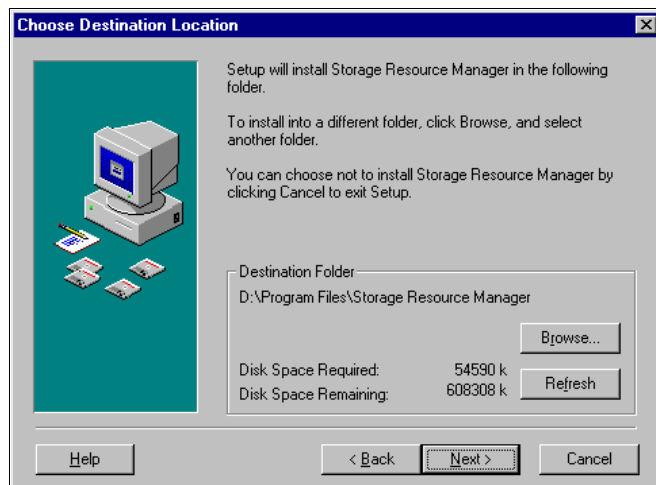 Choose Destination Location
Setup will install Storage Resource Manager in the following
folder.
To install into a different folder, click Browse, and select
another folder.
You can choose not to install Storage Resource Manager by
clicking Cancel to exit Setup.
Destination Folder
D:\Program Files\Storage Resource Manager
Browse...
Disk Space Required: 54590 k
Disk Space Remaining: 608308 k
Refresh
Help
< Back
Next >
Cancel